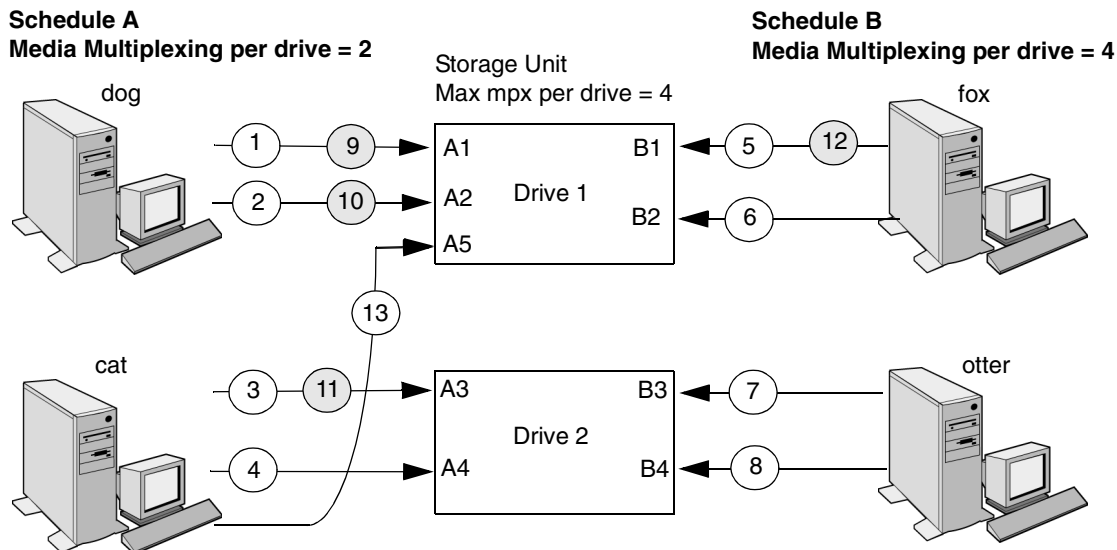 Schedule A
Media Multiplexing per drive = 2
Schedule B
Media Multiplexing per drive = 4
Storage Unit
Max mpx per drive = 4
dog
fox
1
9
A1
B1
5
12
2
10
A2
Drive 1
B2
6
A5
13
cat
otter
3
11
A3
B3
7
Drive 2
4
A4
B4
8